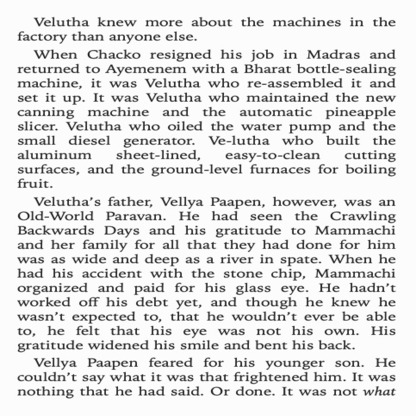 Velutha knew more about the machines in the
factory than anyone else.
When Chacko resigned his job in Madras and
returned to Ayemenem with a Bharat bottle-sealing
machine, it was Velutha who re-assembled it and
set it up. It was Velutha who maintained the new
canning machine and the automatic pineapple
slicer. Velutha who oiled the water pump and the
small diesel generator. Ve-lutha who built the
aluminum sheet-lined, easy-to-clean cutting
surfaces, and the ground-level furnaces for boiling
fruit.
Velutha’s father, Vellya Paapen, however, was an
Old-World Paravan. He had seen the Crawling
Backwards Days and his gratitude to Mammachi
and her family for all that they had done for him
was as wide and deep as a river in spate. When he
had his accident with the stone chip, Mammachi
organized and paid for his glass eye. He hadn’t
worked off his debt yet, and though he knew he
wasn’t expected to, that he wouldn’t ever be able
to, he felt that his eye was not his own. His
gratitude widened his smile and bent his back.
Vellya Paapen feared for his younger son. He
couldn’t say what it was that frightened him. It was
nothing that he had said. Or done. It was not what